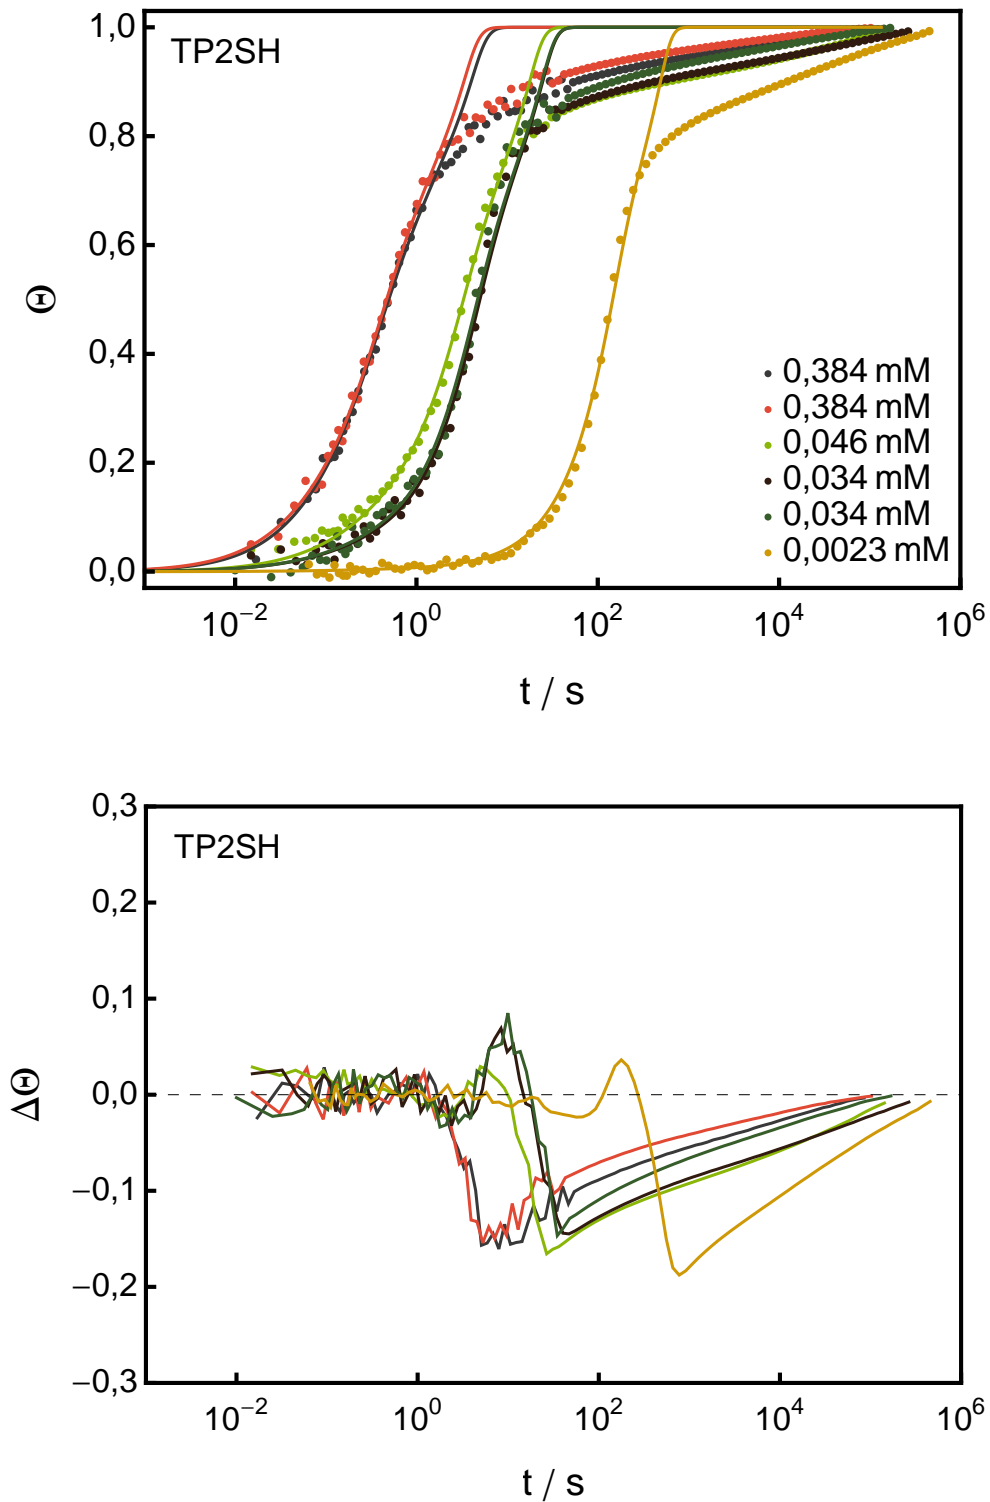 1,0
TP2SH
0,8
0,6
Θ
0,4
0,384 mM
0,384 mM
0,046 mM
0,2
0,034 mM
0,034 mM
0,0023 mM
0,0
10⁻² 10⁰ 10² 10⁴ 10⁶
t / s
0,3
TP2SH
0,2
0,1
ΔΘ
0,0
−0,1
−0,2
−0,3
10⁻² 10⁰ 10² 10⁴ 10⁶
t / s